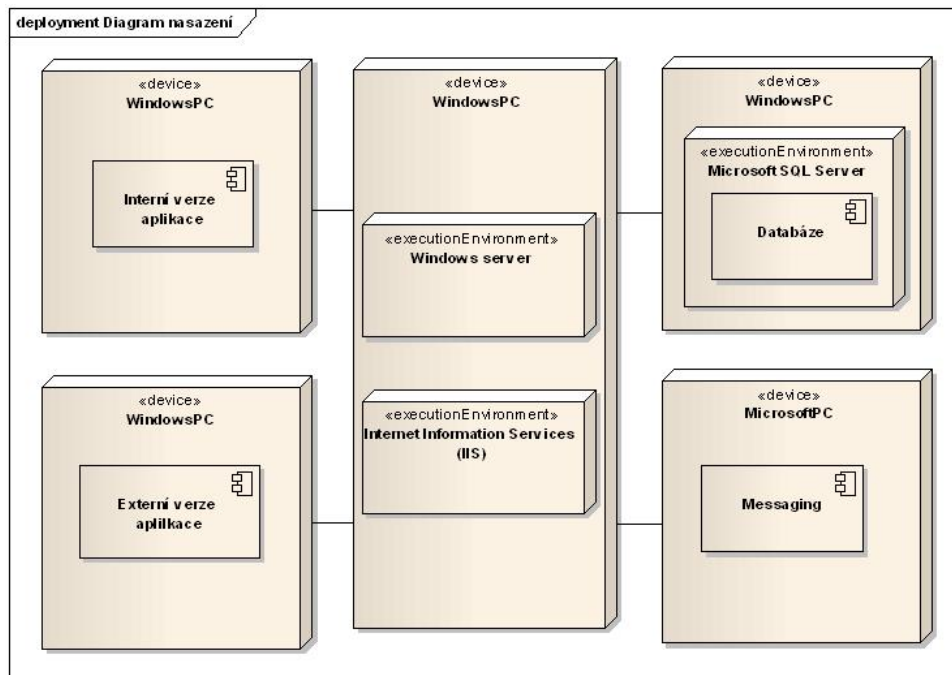 deployment Diagram nasazení
«device»
WindowsPC
Interní verze
aplikace
«device»
WindowsPC
«executionEnvironment»
Windows server
«executionEnvironment»
Internet Information Services
(IIS)
«device»
WindowsPC
«executionEnvironment»
Microsoft SQL Server
Databáze
«device»
WindowsPC
Externí verze
aplilkace
«device»
MicrosoftPC
Messaging